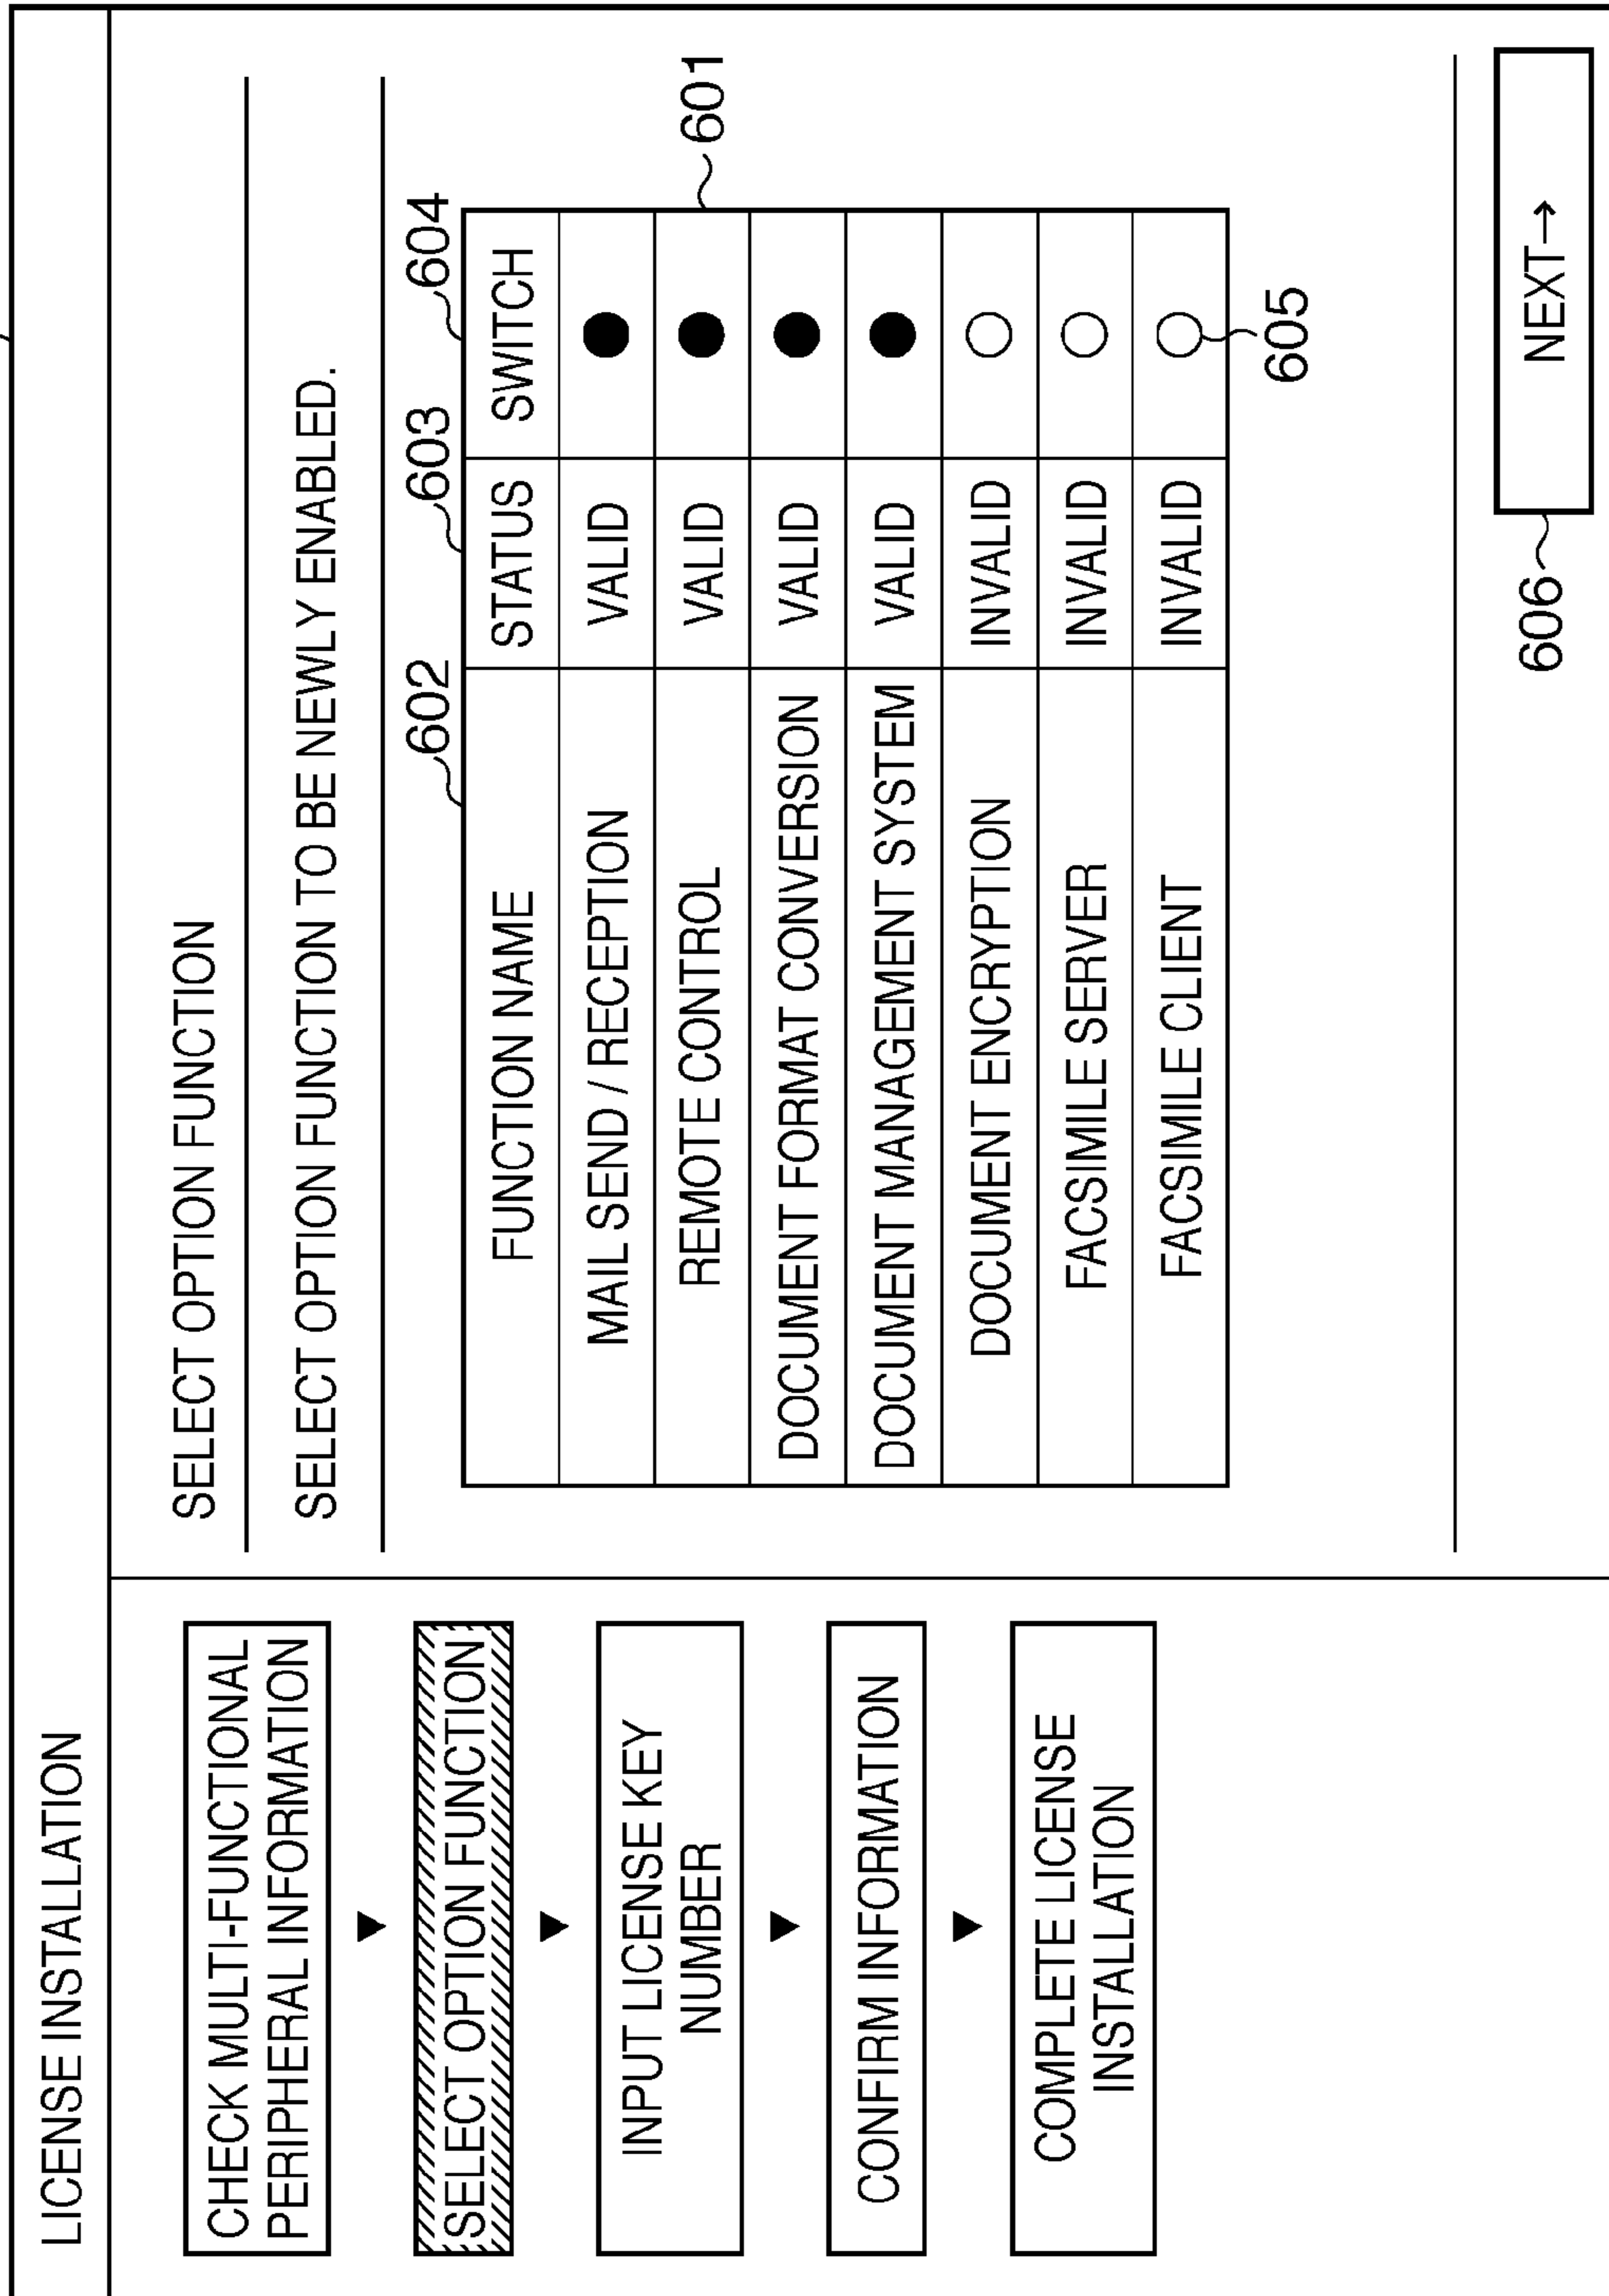 LICENSE INSTALLATION
CHECK MULTI-FUNCTIONAL
PERIPHERAL INFORMATION
▼
SELECT OPTION FUNCTION
▼
INPUT LICENSE KEY
NUMBER
▼
CONFIRM INFORMATION
▼
COMPLETE LICENSE
INSTALLATION
SELECT OPTION FUNCTION
SELECT OPTION FUNCTION TO BE NEWLY ENABLED.
602 603 604
FUNCTION NAME STATUS SWITCH
MAIL SEND / RECEPTION VALID ●
REMOTE CONTROL VALID ● 601
DOCUMENT FORMAT CONVERSION VALID ●
DOCUMENT MANAGEMENT SYSTEM VALID ●
DOCUMENT ENCRYPTION INVALID ○
FACSIMILE SERVER INVALID ○
FACSIMILE CLIENT INVALID ○
605
606 NEXT→